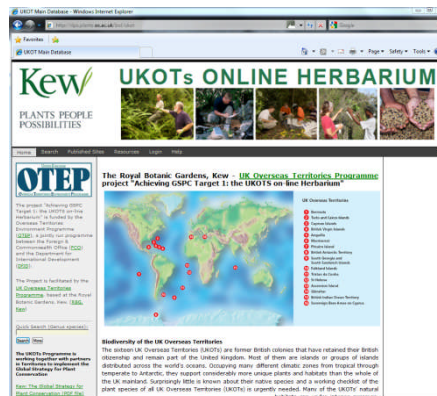 UKOT Main Database - Windows Internet Explorer
Google
Favorites
UKOT Main Database
Page Safety Tools
Kew
PLANTS PEOPLE
POSSIBILITIES
UKOTs ONLINE HERBARIUM
Home Search Published Sites Resources Login Help
OTEP
The project "Achieving GSPC
Target 1: the UKOTS on-line
Herbarium" is funded by the
Overseas Territories
Environment Programme
(OTEP), a jointly run programme
between the Foreign &
Commonwealth Office (FCO)
and the Department for
International Development
(DFID).
The Project is facilitated by the
UK Overseas Territories
Programme, based at the Royal
Botanic Gardens, Kew. (RBG,
Kew)
Quick Search (Genus species):
Search
The UKOTs Programme is
working together with partners
in Territories to implement the
Global Strategy for Plant
Conservation
Kew: The Global Strategy for
Plant Conservation (PDF file)
The Royal Botanic Gardens, Kew - UK Overseas Territories Programme
project "Achieving GSPC Target 1: the UKOTS on-line Herbarium"
UK Overseas Territories
Bermuda
Turks and Caicos Islands
Cayman Islands
British Virgin Islands
Anguilla
Montserrat
Pitcairn Island
British Antarctic Territory
South Georgia and
South Sandwich Islands
Falkland Islands
Tristan da Cunha
St Helena
Ascension Island
Gibraltar
British Indian Ocean Territory
Sovereign Base Areas on Cyprus
Biodiversity of the UK Overseas Territories
The sixteen UK Overseas Territories (UKOTs) are former British colonies that have retained their British
citizenship and remain part of the United Kingdom. Most of them are islands or groups of islands
distributed across the world's oceans. Occupying many different climatic zones from tropical through
temperate to Antarctic, they support considerably more unique plants and habitats than the whole of
the UK mainland. Surprisingly little is known about their native species and a working checklist of the
plant species of all UK Overseas Territories (UKOTs) is urgently needed. Many of the UKOTs' natural